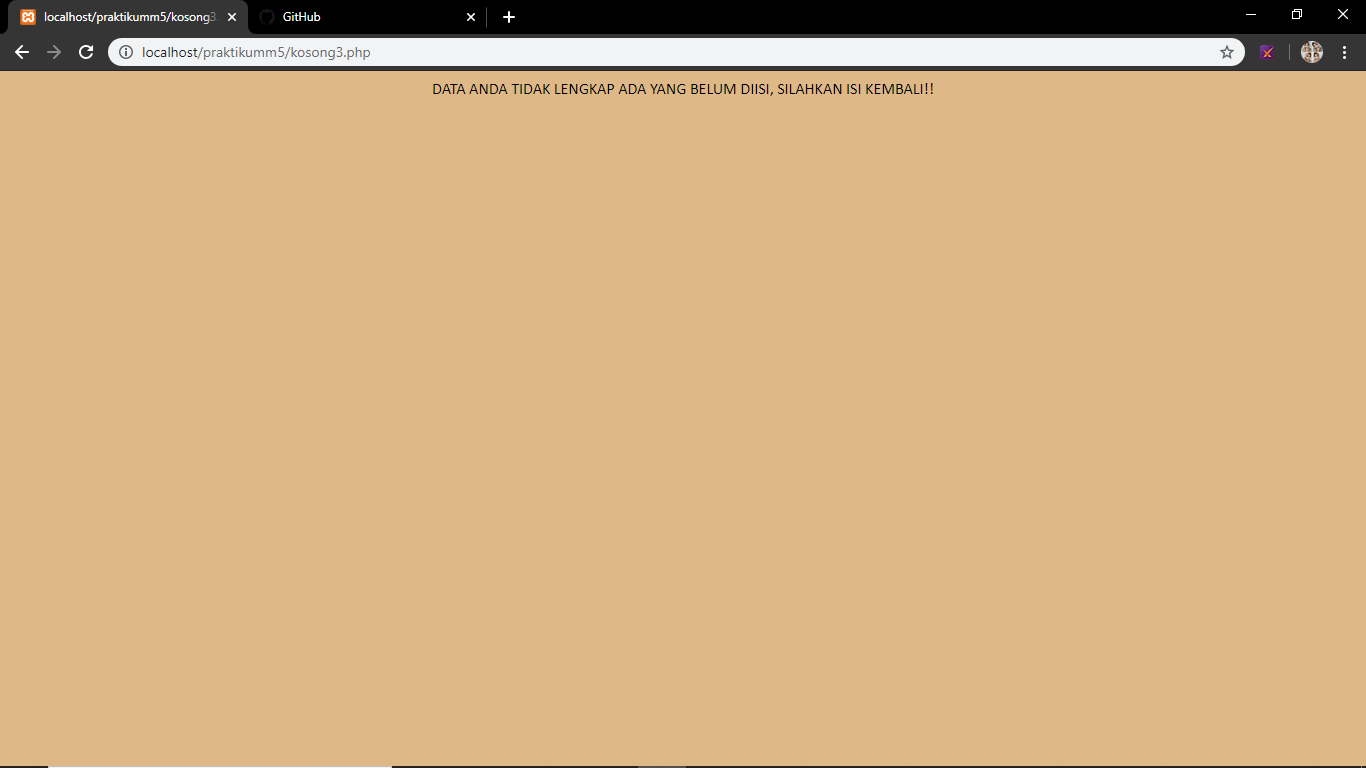 localhost/praktikumm5/kosong3.
GitHub
localhost/praktikumm5/kosong3.php
DATA ANDA TIDAK LENGKAP ADA YANG BELUM DIISI, SILAHKAN ISI KEMBALI!!